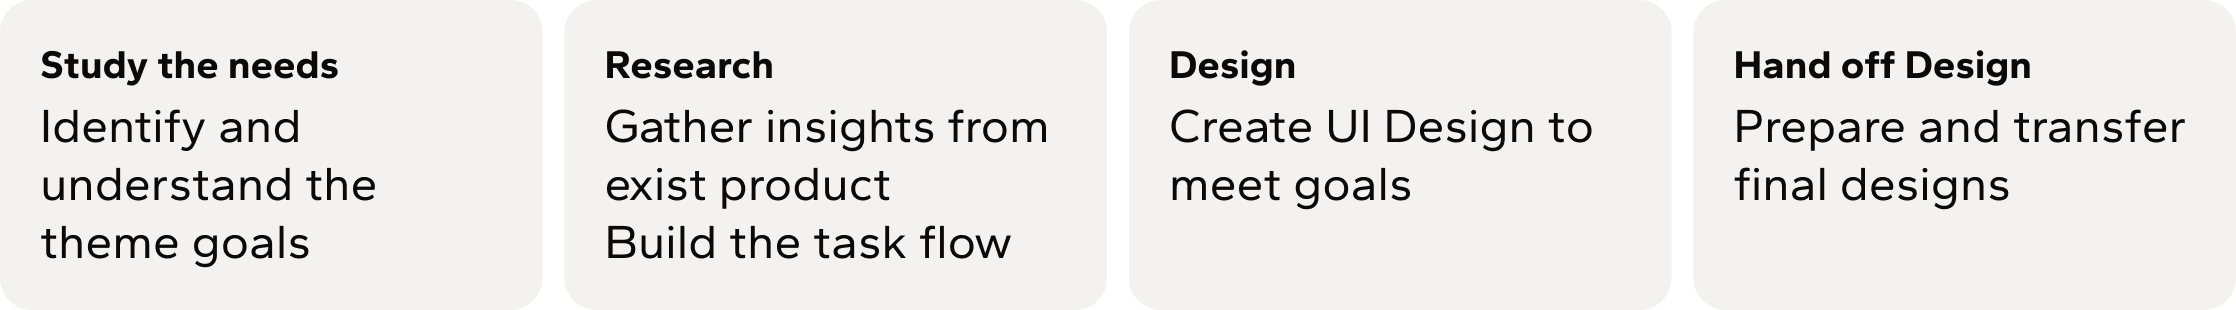 Study the needs
Identify and
understand the
theme goals
Research
Gather insights from
exist product
Build the task flow
Design
Create UI Design to
meet goals
Hand off Design
Prepare and transfer
final designs